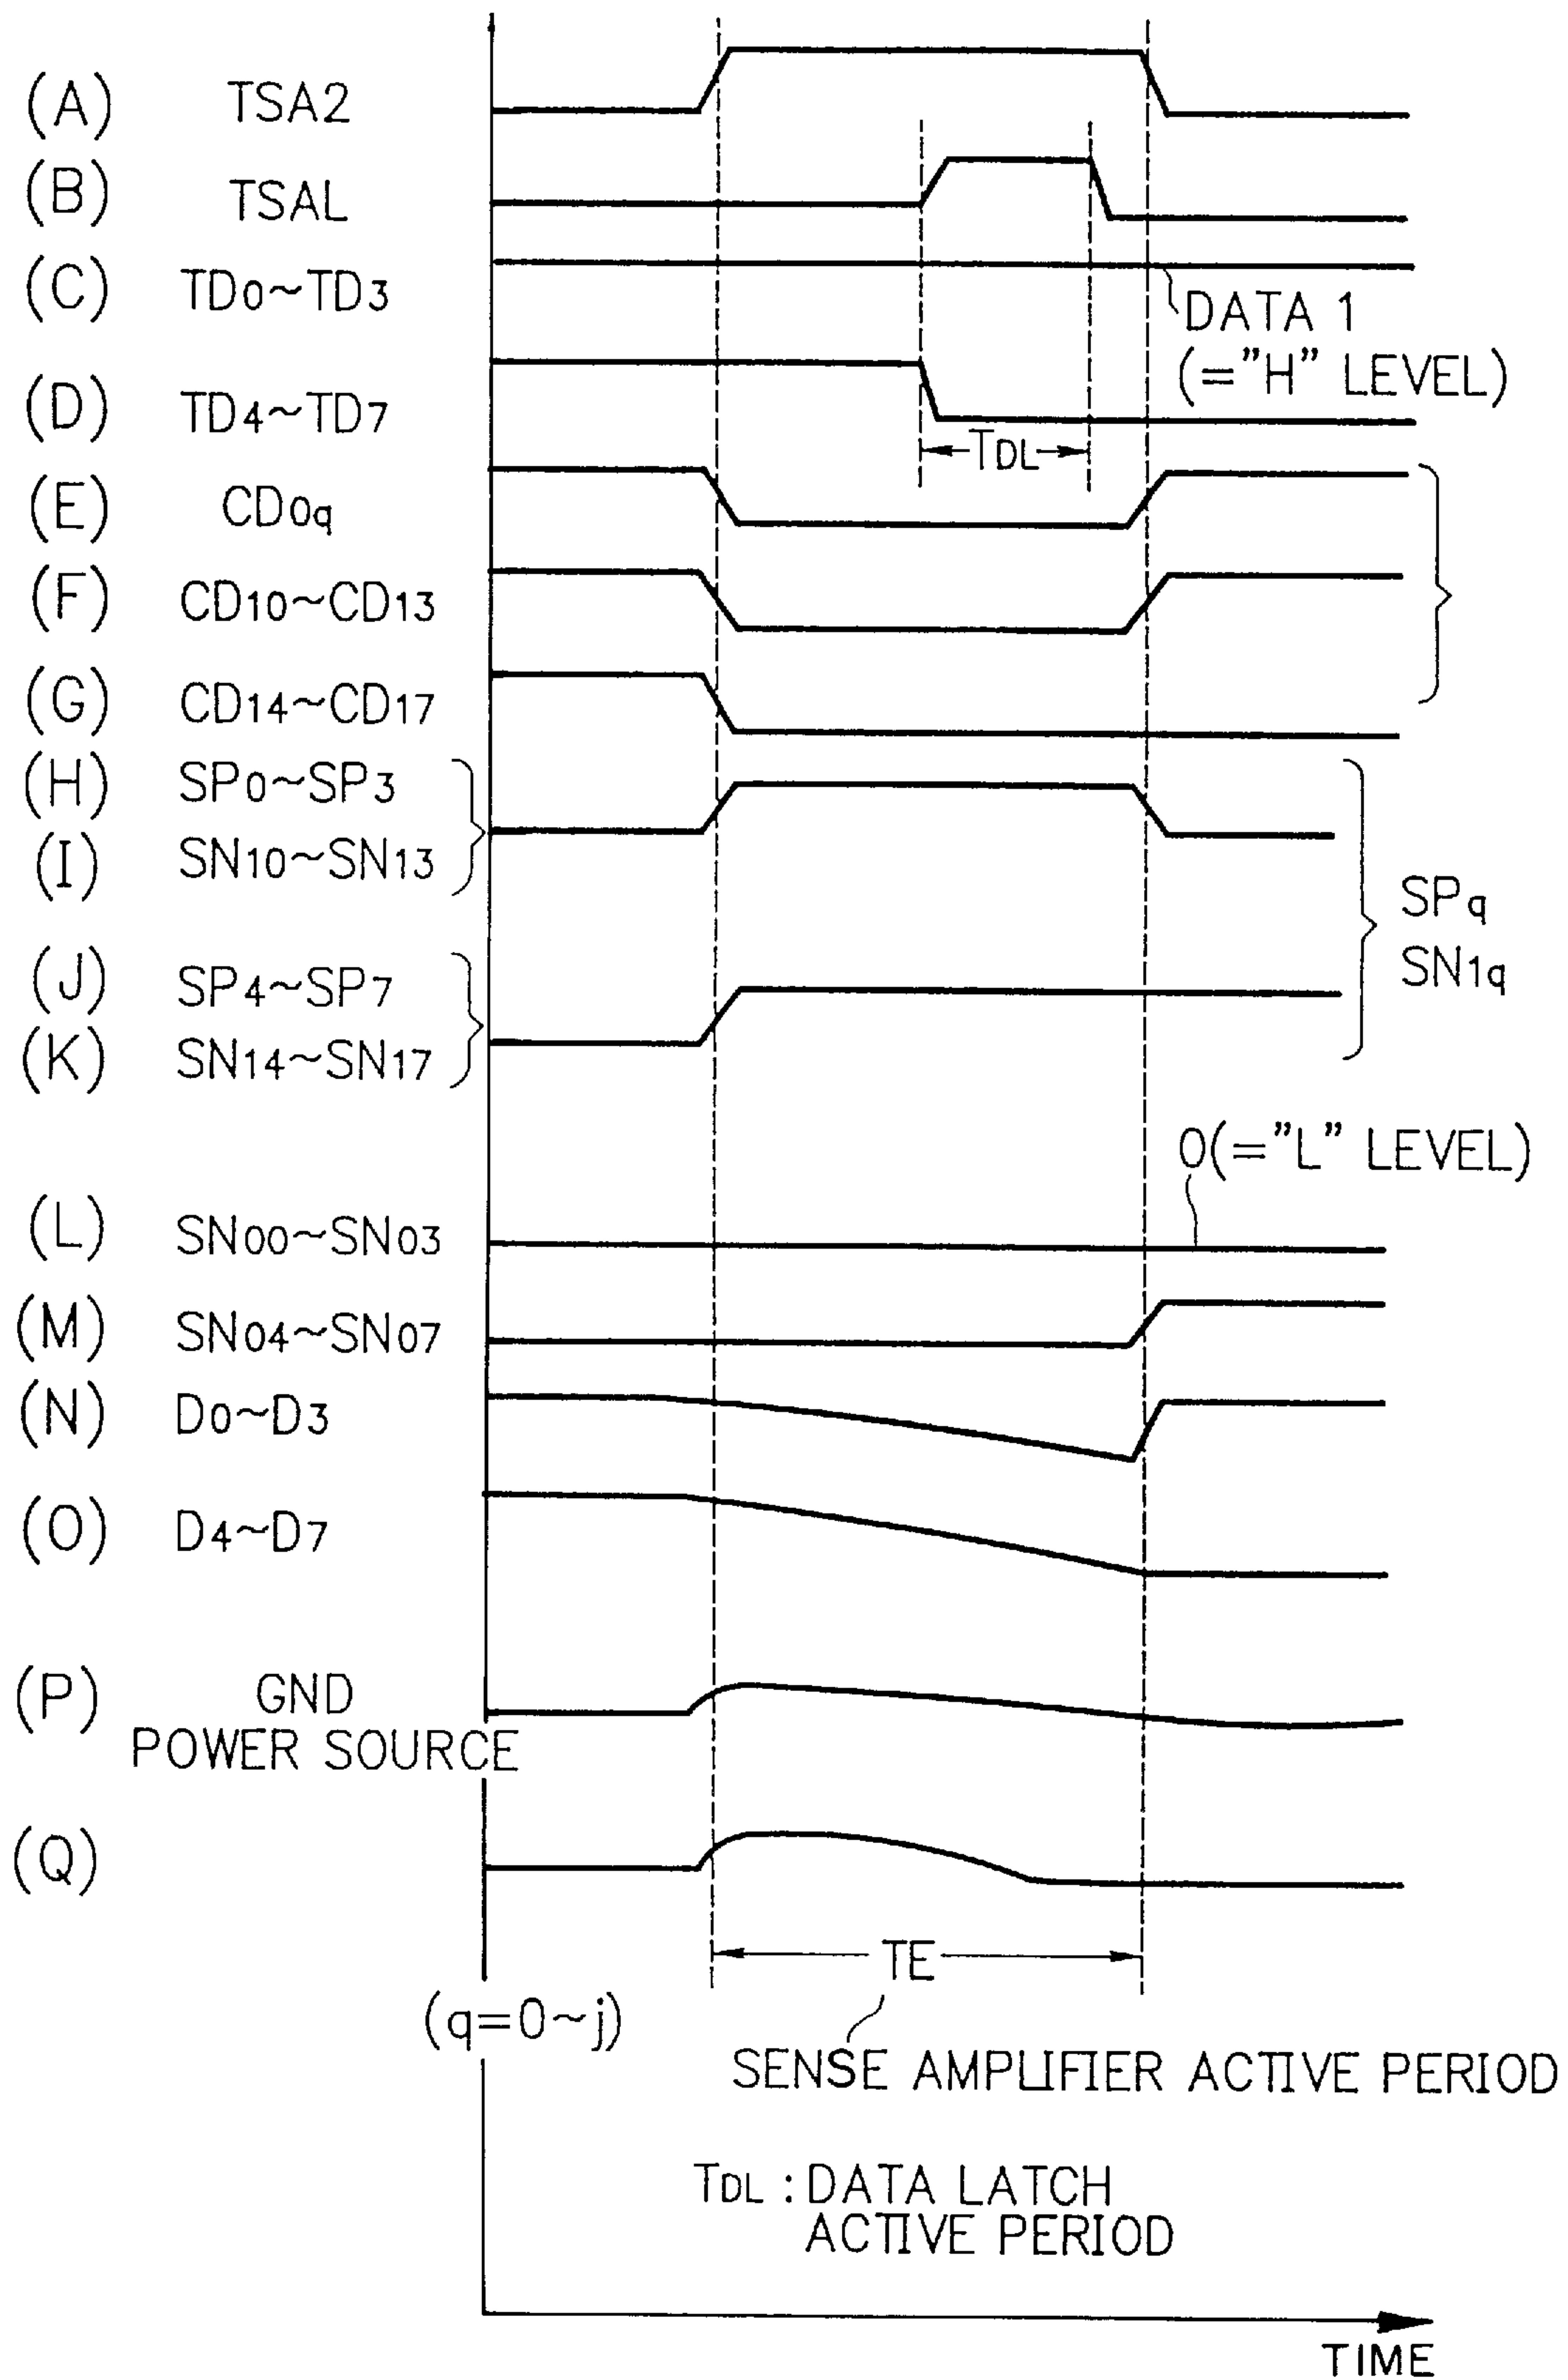 (A) TSA2
(B) TSAL
(C) TD0~TD3
DATA 1
(="H" LEVEL)
(D) TD4~TD7
TDL
(E) CD0q
(F) CD10~CD13
(G) CD14~CD17
(H) SP0~SP3
(I) SN10~SN13
SPq
SN1q
(J) SP4~SP7
(K) SN14~SN17
0(="L" LEVEL)
(L) SN00~SN03
(M) SN04~SN07
(N) D0~D3
(O) D4~D7
(P) GND
POWER SOURCE
(Q)
TE
(q=0~j)
SENSE AMPLIFIER ACTIVE PERIOD
TDL : DATA LATCH
ACTIVE PERIOD
TIME